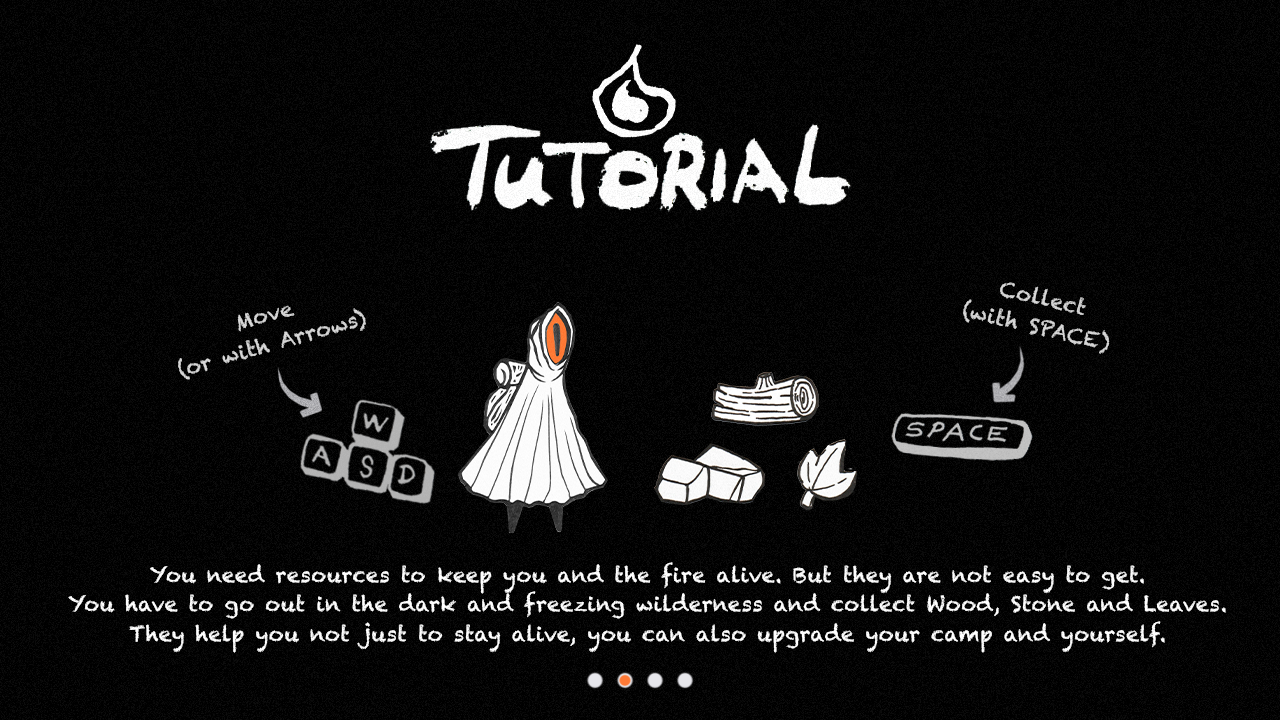 TuTORIAL
Move
(or with Arrows)
Collect
(with SPACE)
W
A S D
SPACE
You need resources to keep you and the fire alive. But they are not easy to get.
You have to go out in the dark and freezing wilderness and collect Wood, Stone and Leaves.
They help you not just to stay alive, you can also upgrade your camp and yourself.